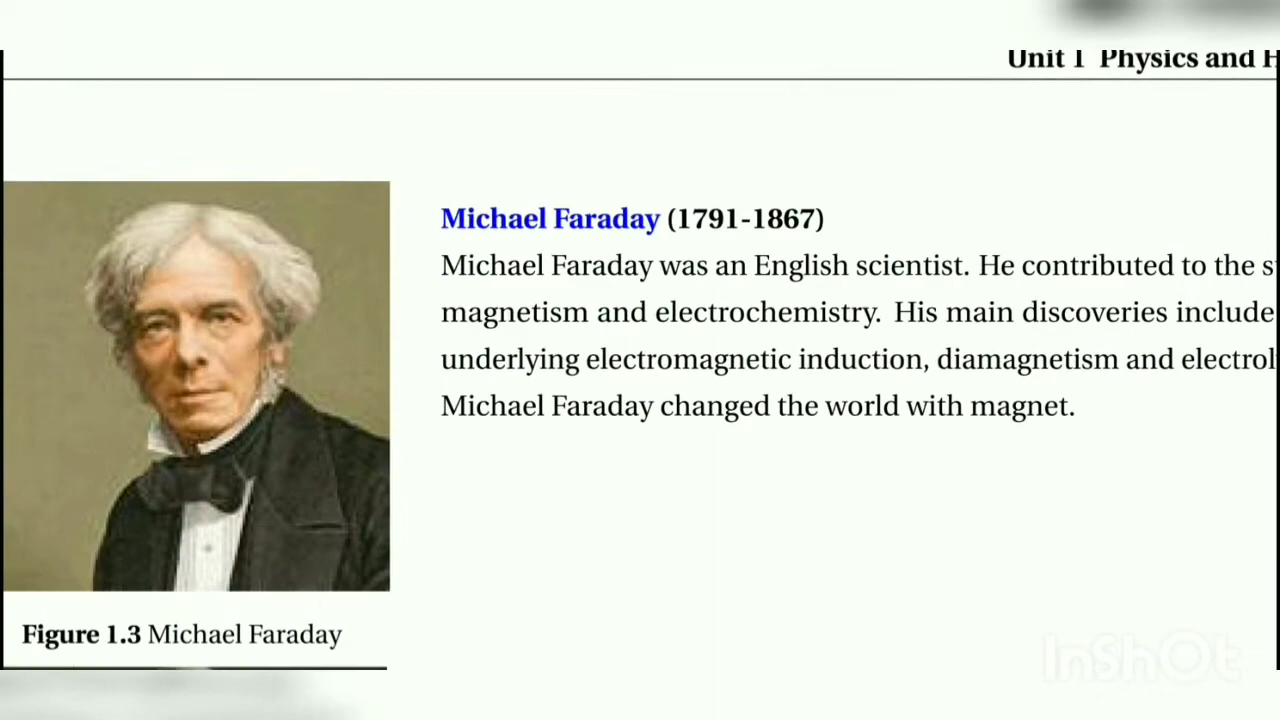 Unit 1 Physics and
Michael Faraday (1791-1867)
Michael Faraday was an English scientist. He contributed to the
magnetism and electrochemistry. His main discoveries include
underlying electromagnetic induction, diamagnetism and
Michael Faraday changed the world with magnet.
Figure 1.3 Michael Faraday
InShOt